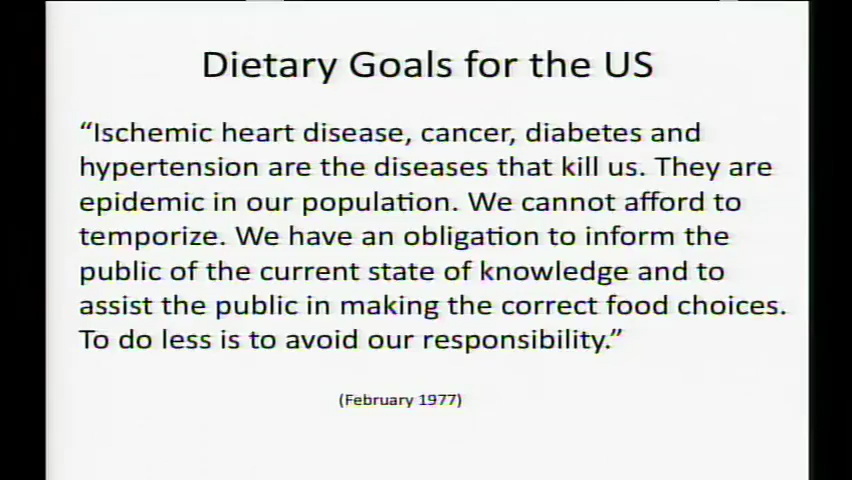 Dietary Goals for the US
“Ischemic heart disease, cancer, diabetes and
hypertension are the diseases that kill us. They are
epidemic in our population. We cannot afford to
temporize. We have an obligation to inform the
public of the current state of knowledge and to
assist the public in making the correct food choices.
To do less is to avoid our responsibility.”
(February 1977)